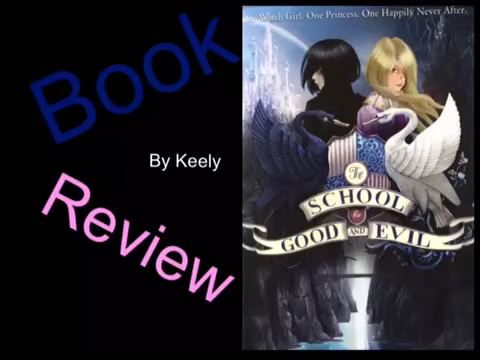 Book
By Keely
Review
Witch Girl. One Princess. One Happily Never After.
The
SCHOOL
for
GOOD AND EVIL